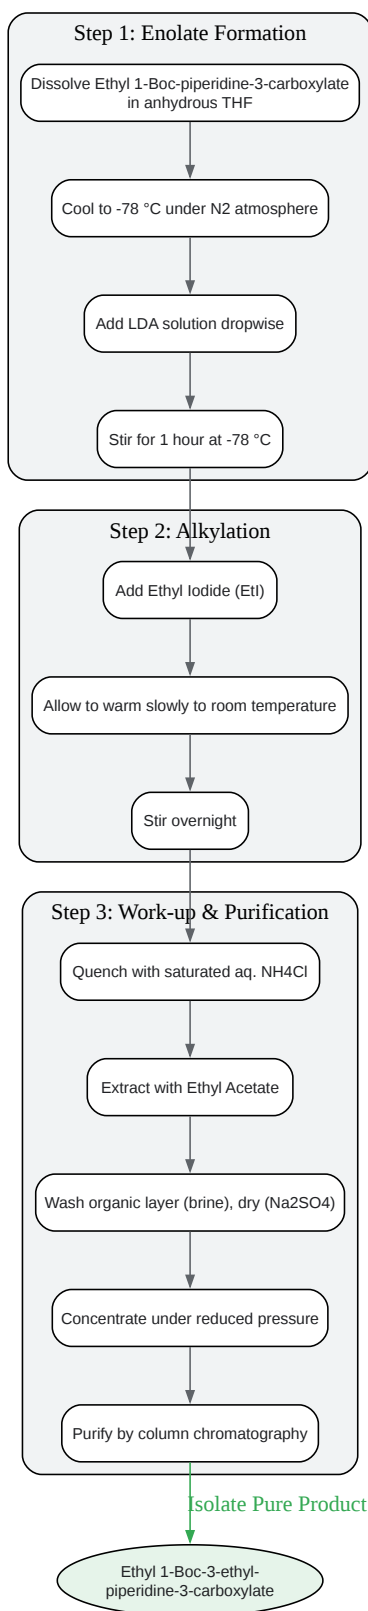 Step 1: Enolate Formation
Dissolve Ethyl 1-Boc-piperidine-3-carboxylate
in anhydrous THF
Cool to -78 °C under N2 atmosphere
Add LDA solution dropwise
Stir for 1 hour at -78 °C
Step 2: Alkylation
Add Ethyl Iodide (EtI)
Allow to warm slowly to room temperature
Stir overnight
Step 3: Work-up & Purification
Quench with saturated aq. NH4Cl
Extract with Ethyl Acetate
Wash organic layer (brine), dry (Na2SO4)
Concentrate under reduced pressure
Purify by column chromatography
Isolate Pure Product
Ethyl 1-Boc-3-ethyl-
piperidine-3-carboxylate